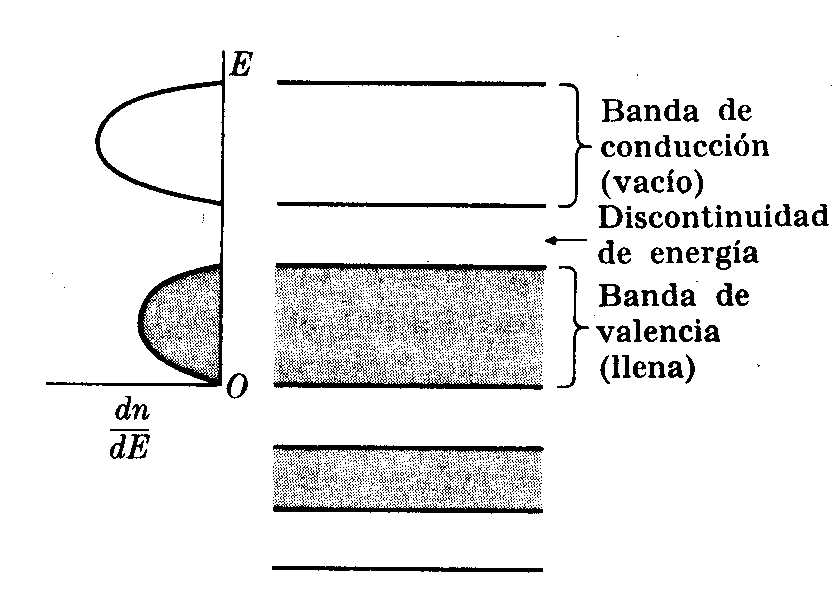 E
Banda de
conducción
(vacío)
Discontinuidad
de energía
Banda de
valencia
(llena)
O
dn
dE